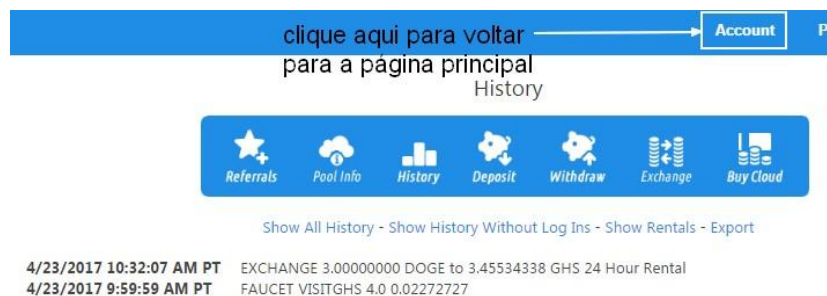 clique aqui para voltar
Account
P
para a página principal
History
Referrals
Pool Info
History
Deposit
Withdraw
Exchange
Buy Cloud
Show All History - Show History Without Log Ins - Show Rentals - Export
4/23/2017 10:32:07 AM PT EXCHANGE 3.00000000 DOGE to 3.45534338 GHS 24 Hour Rental
4/23/2017 9:59:59 AM PT FAUCET VISITGHS 4.0 0.02272727